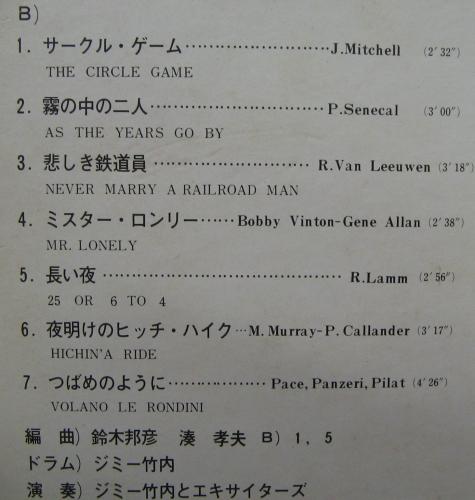 B)
1. サークル・ゲーム……………………J.Mitchell (2′32″)
THE CIRCLE GAME
2. 霧の中の二人…………………………P.Senecal (3′00″)
AS THE YEARS GO BY
3. 悲しき鉄道員………………………R.Van Leeuwen (3′18″)
NEVER MARRY A RAILROAD MAN
4. ミスター・ロンリー……Bobby Vinton-Gene Allan (2′38″)
MR. LONELY
5. 長い夜…………………………………R.Lamm (2′56″)
25 OR 6 TO 4
6. 夜明けのヒッチ・ハイク…M. Murray-P. Callander (3′17″)
HICHIN'A RIDE
7. つばめのように………………Pace, Panzeri, Pilat (4′26″)
VOLANO LE RONDINI
編 曲) 鈴木邦彦 湊 孝夫 B) 1, 5
ドラム) ジミー竹内
演 奏) ジミー竹内とエキサイターズ